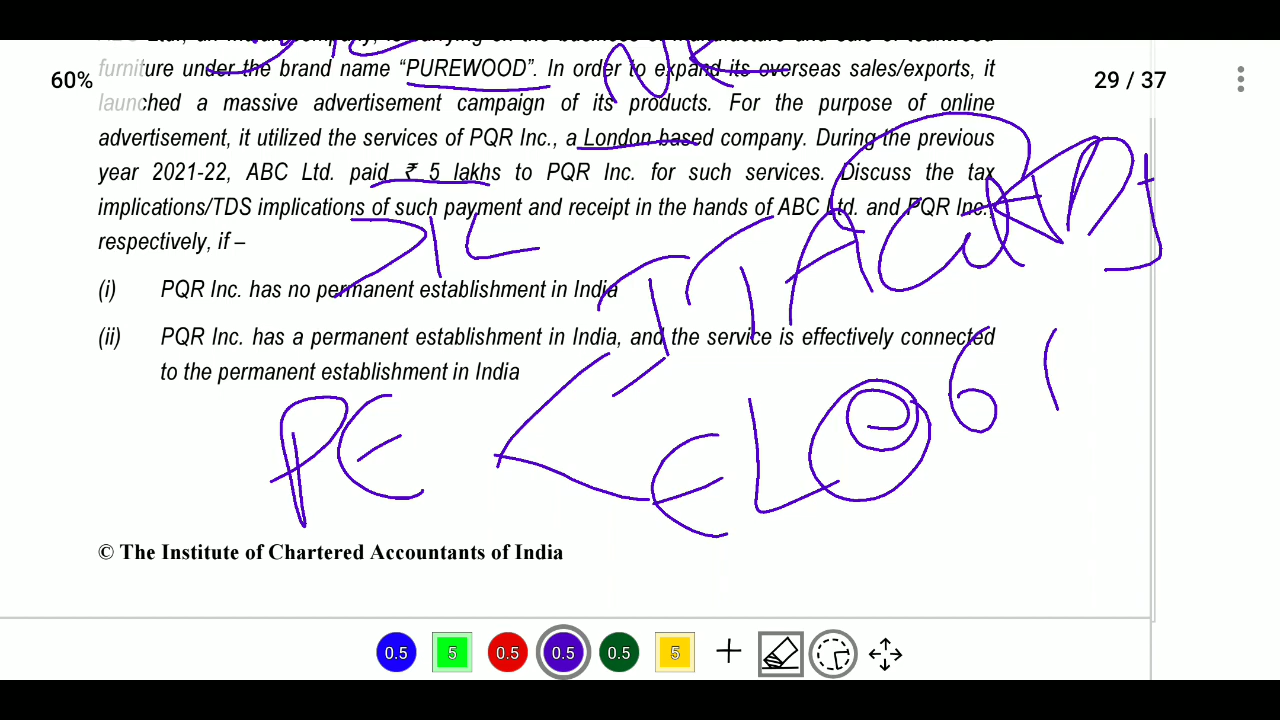 60%
29 / 37
furniture under the brand name “PUREWOOD”. In order to expand its overseas sales/exports, it
launched a massive advertisement campaign of its products. For the purpose of online
advertisement, it utilized the services of PQR Inc., a London based company. During the previous
year 2021-22, ABC Ltd. paid ₹ 5 lakhs to PQR Inc. for such services. Discuss the tax
implications/TDS implications of such payment and receipt in the hands of ABC Ltd. and PQR Inc.,
respectively, if –
(i) PQR Inc. has no permanent establishment in India
(ii) PQR Inc. has a permanent establishment in India, and the service is effectively connected
to the permanent establishment in India
NR
>1L
PE
© The Institute of Chartered Accountants of India
0.5 5 0.5 0.5 0.5 5